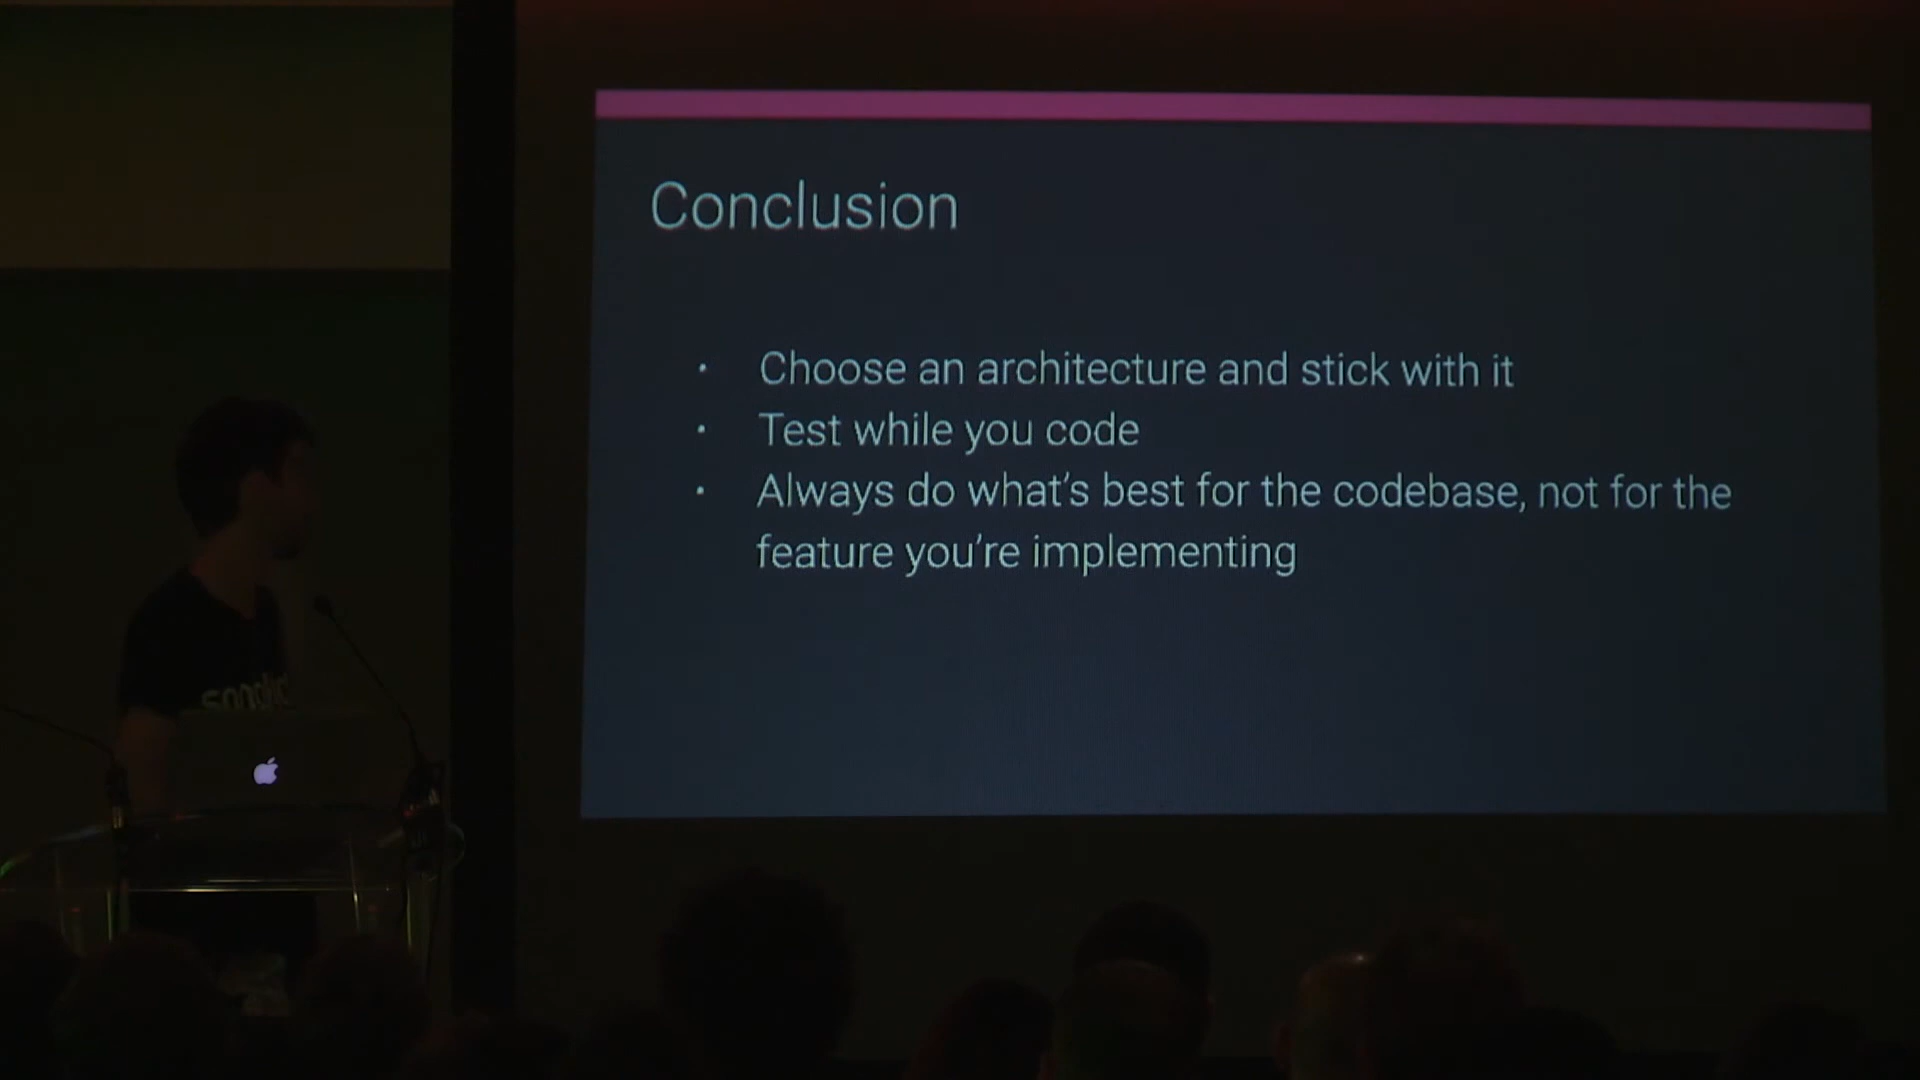 Conclusion
· Choose an architecture and stick with it
· Test while you code
· Always do what's best for the codebase, not for the
feature you're implementing